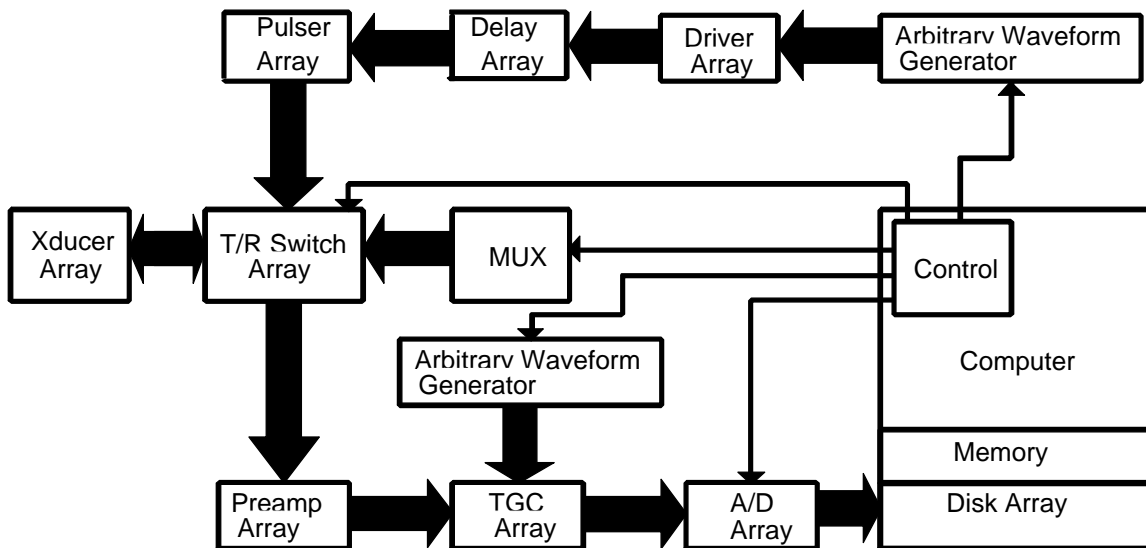 Pulser
Array
Delay
Array
Driver
Array
Arbitrary Waveform
Generator
Xducer
Array
T/R Switch
Array
MUX
Control
Arbitrary Waveform
Generator
Computer
Memory
Preamp
Array
TGC
Array
A/D
Array
Disk Array